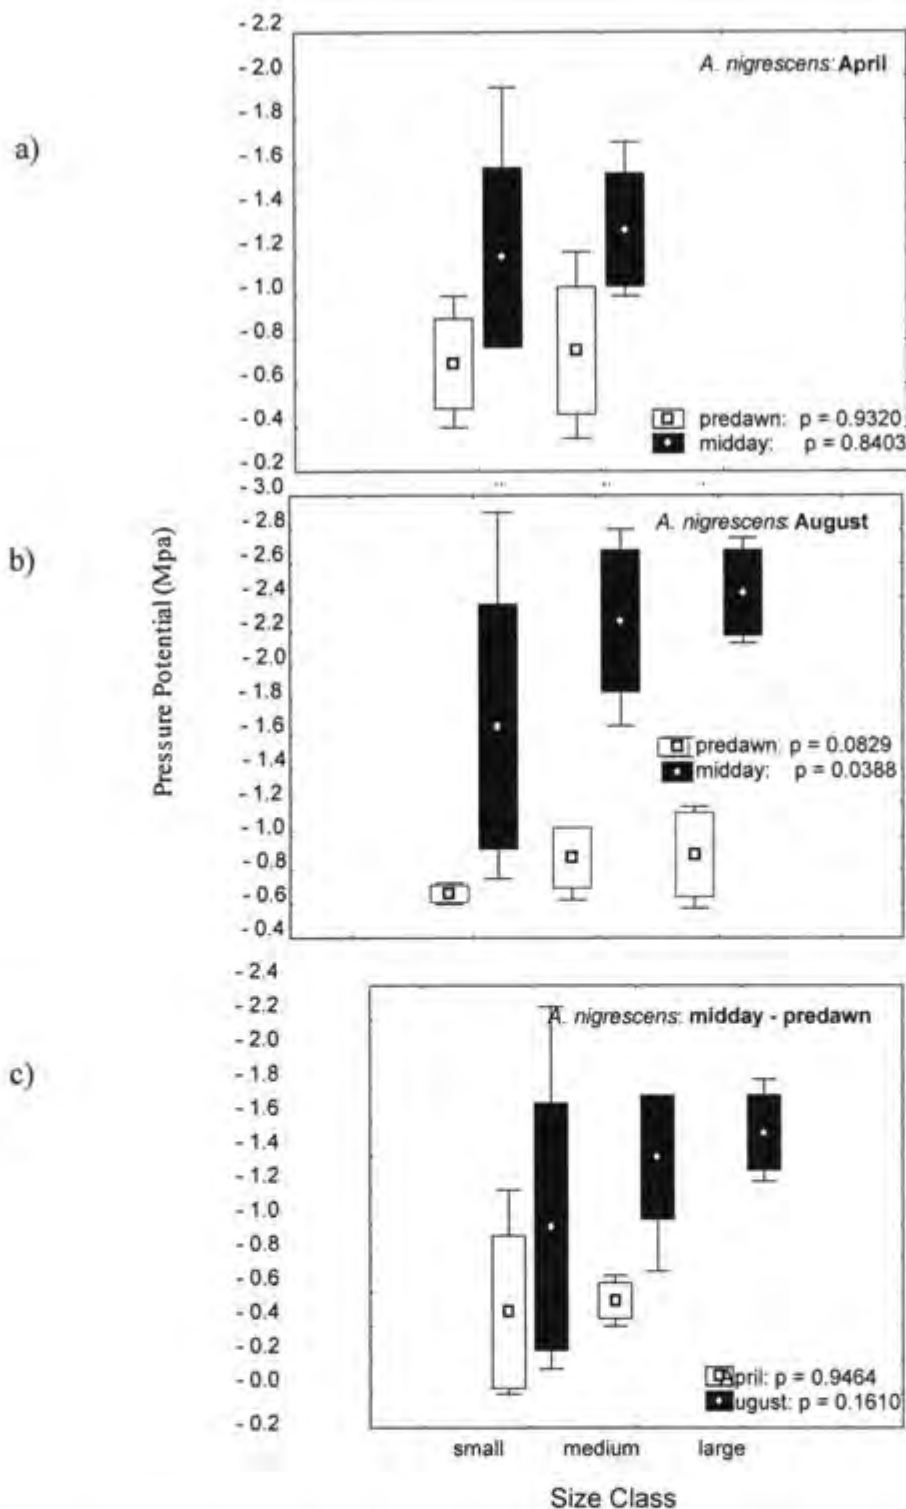 a)
- 2.2
- 2.0
- 1.8
- 1.6
- 1.4
- 1.2
- 1.0
- 0.8
- 0.6
- 0.4
- 0.2
A. nigrescens: April
predawn: p = 0.9320
midday: p = 0.8403
b)
Pressure Potential (Mpa)
- 3.0
- 2.8
- 2.6
- 2.4
- 2.2
- 2.0
- 1.8
- 1.6
- 1.4
- 1.2
- 1.0
- 0.8
- 0.6
- 0.4
A. nigrescens: August
predawn: p = 0.0829
midday: p = 0.0388
c)
- 2.4
- 2.2
- 2.0
- 1.8
- 1.6
- 1.4
- 1.2
- 1.0
- 0.8
- 0.6
- 0.4
- 0.2
- 0.0
- 0.2
A. nigrescens: midday - predawn
April: p = 0.9464
ugust: p = 0.1610
small medium large
Size Class